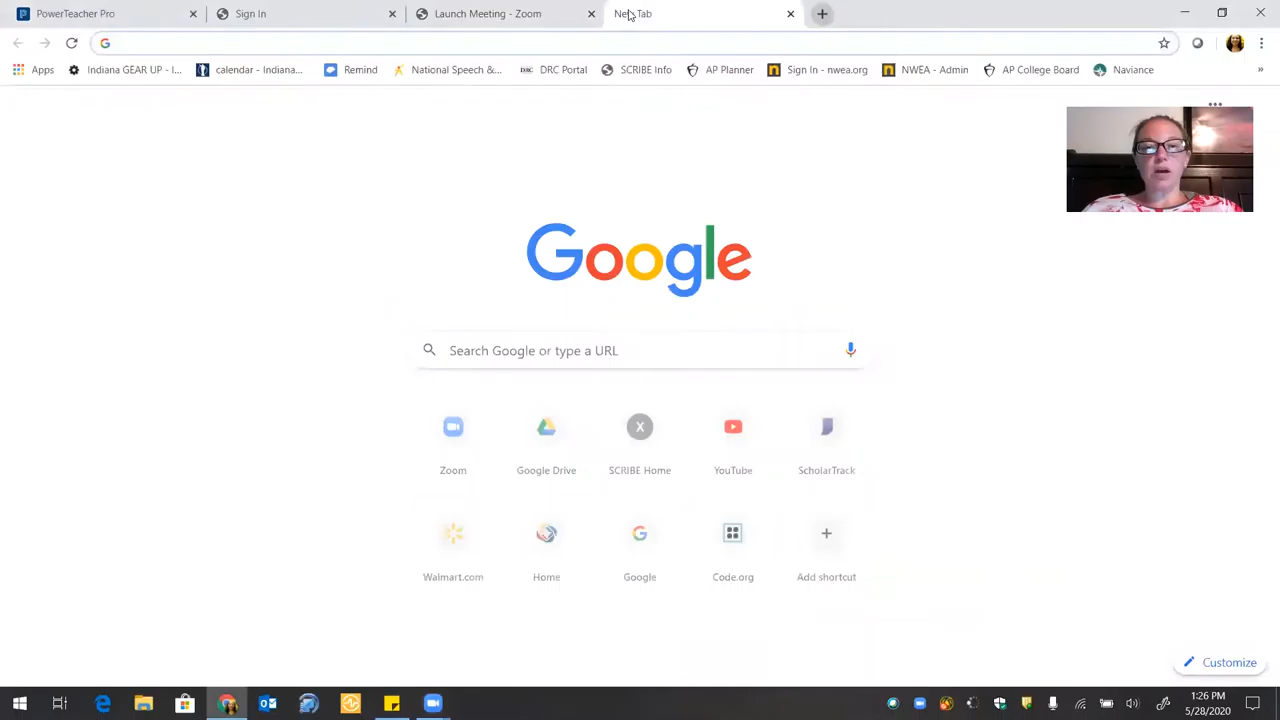 PowerTeacher Pro
Sign In
Launch Meeting - Zoom
New Tab
Apps
Indiana GEAR UP - I...
calendar - Indiana...
Remind
National Speech &...
DRC Portal
SCRIBE Info
AP Planner
Sign In - nwea.org
NWEA - Admin
AP College Board
Naviance
»
Google
Search Google or type a URL
Zoom
Google Drive
X
SCRIBE Home
YouTube
ScholarTrack
Walmart.com
Home
Google
Code.org
Add shortcut
Customize
1:26 PM
5/28/2020